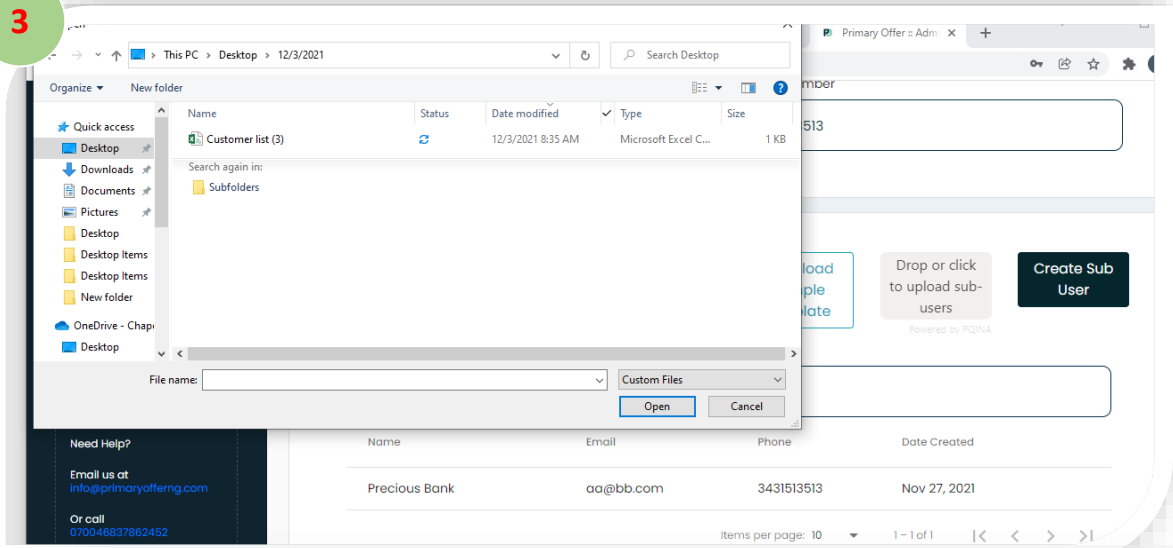 3
Primary Offer :: Adm
This PC > Desktop > 12/3/2021
Search Desktop
Organize
New folder
Name Status Date modified Type Size
Quick access
Desktop
Downloads
Documents
Pictures
Desktop
Desktop Items
Desktop Items
New folder
OneDrive - Chap
Desktop
Customer list (3) 12/3/2021 8:35 AM Microsoft Excel C... 1 KB
Search again in:
Subfolders
File name:
Custom Files
Open Cancel
mber
513
load
ple
late
Drop or click
to upload sub-
users
Powered by PQINA
Create Sub
User
Need Help?
Email us at
info@primaryofferng.com
Or call
070046837862452
Name Email Phone Date Created
Precious Bank aa@bb.com 3431513513 Nov 27, 2021
Items per page: 10 1 – 1 of 1